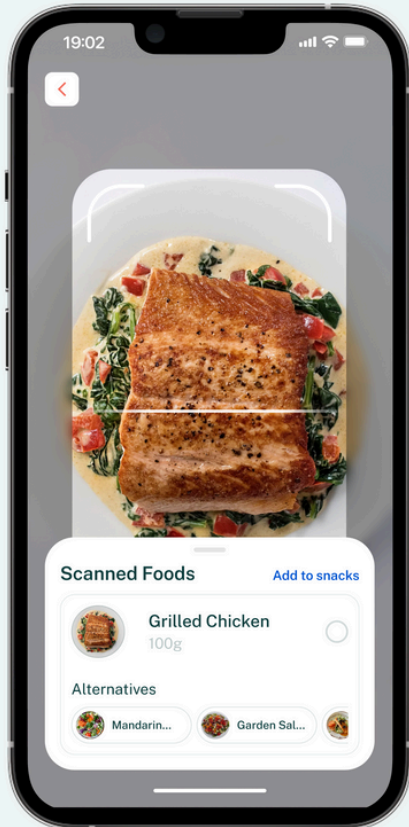 19:02
Scanned Foods
Add to snacks
Grilled Chicken
100g
Alternatives
Mandarin...
Garden Sal...